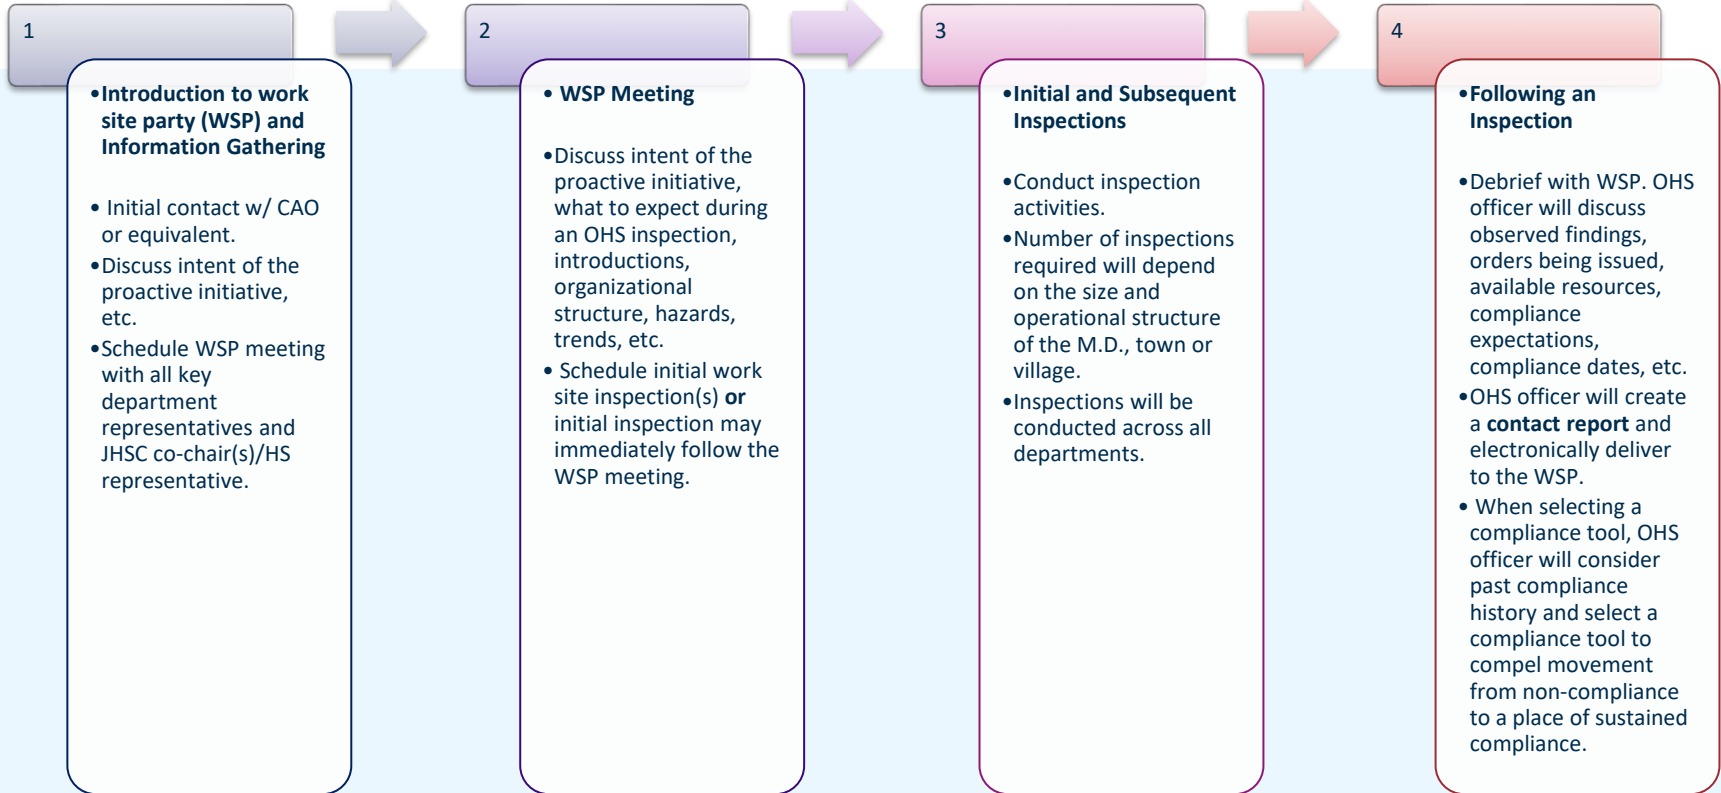 1
•Introduction to work
site party (WSP) and
Information Gathering
• Initial contact w/ CAO
or equivalent.
•Discuss intent of the
proactive initiative,
etc.
•Schedule WSP meeting
with all key
department
representatives and
JHSC co-chair(s)/HS
representative.
2
• WSP Meeting
•Discuss intent of the
proactive initiative,
what to expect during
an OHS inspection,
introductions,
organizational
structure, hazards,
trends, etc.
• Schedule initial work
site inspection(s) or
initial inspection may
immediately follow the
WSP meeting.
3
•Initial and Subsequent
Inspections
•Conduct inspection
activities.
•Number of inspections
required will depend
on the size and
operational structure
of the M.D., town or
village.
•Inspections will be
conducted across all
departments.
4
•Following an
Inspection
•Debrief with WSP. OHS
officer will discuss
observed findings,
orders being issued,
available resources,
compliance
expectations,
compliance dates, etc.
•OHS officer will create
a contact report and
electronically deliver
to the WSP.
• When selecting a
compliance tool, OHS
officer will consider
past compliance
history and select a
compliance tool to
compel movement
from non-compliance
to a place of sustained
compliance.